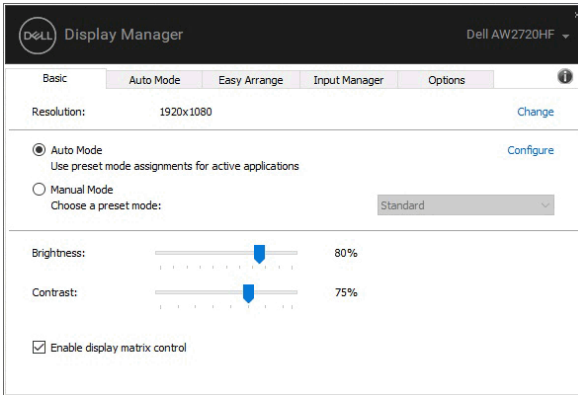 DELL Display Manager Dell AW2720HF
Basic Auto Mode Easy Arrange Input Manager Options
Resolution: 1920x1080 Change
Auto Mode Configure
Use preset mode assignments for active applications
Manual Mode
Choose a preset mode: Standard
Brightness: 80%
Contrast: 75%
Enable display matrix control